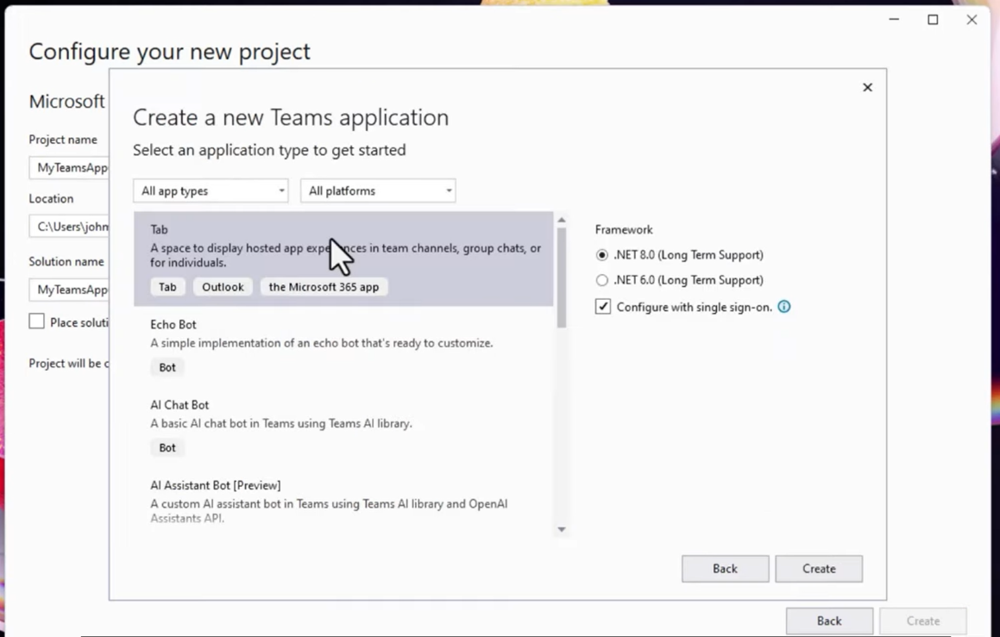 Configure your new project
Microsoft
Project name
MyTeamsApp
Location
C:\Users\john
Solution name
MyTeamsApp
Place soluti
Project will be
Create a new Teams application
Select an application type to get started
All app types
All platforms
Tab
A space to display hosted app experiences in team channels, group chats, or
for individuals.
Tab Outlook the Microsoft 365 app
Echo Bot
A simple implementation of an echo bot that's ready to customize.
Bot
AI Chat Bot
A basic AI chat bot in Teams using Teams AI library.
Bot
AI Assistant Bot [Preview]
A custom AI assistant bot in Teams using Teams AI library and OpenAI
Assistants API.
Framework
.NET 8.0 (Long Term Support)
.NET 6.0 (Long Term Support)
Configure with single sign-on.
Back Create
Back Create